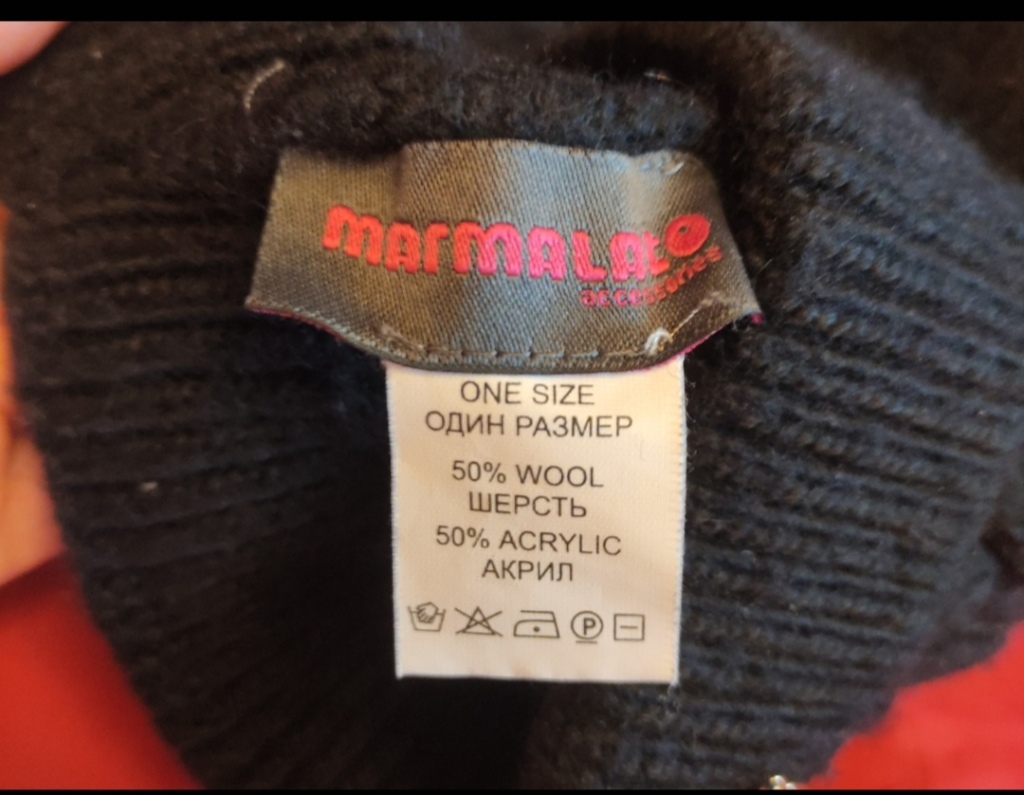 marmalato
accessories
ONE SIZE
ОДИН РАЗМЕР
50% WOOL
ШЕРСТЬ
50% ACRYLIC
АКРИЛ
P